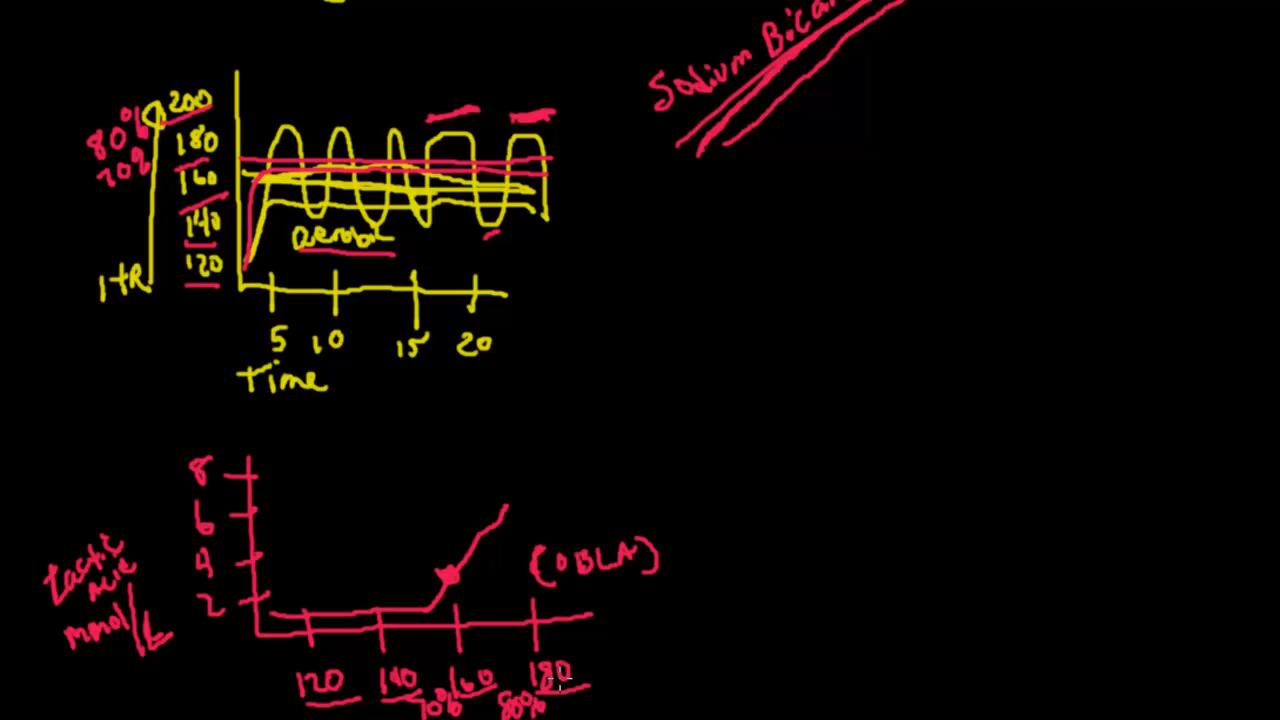 Sodium Bicar
200
80%
180
70%
160
140
aerobic
120
HR
5 10 15 20
Time
8
6
(OBLA)
4
Lactic
Acid
2
mmol/L
120 140 160 180
70% 80%